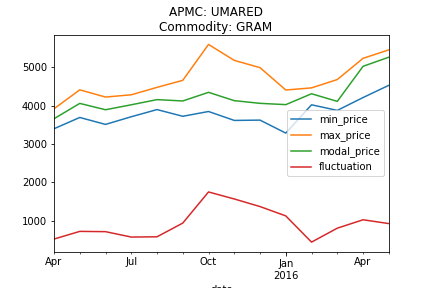 APMC: UMARED
Commodity: GRAM
5000
4000
3000
2000
1000
min_price
max_price
modal_price
fluctuation
Apr
Jul
Oct
Jan
2016
Apr